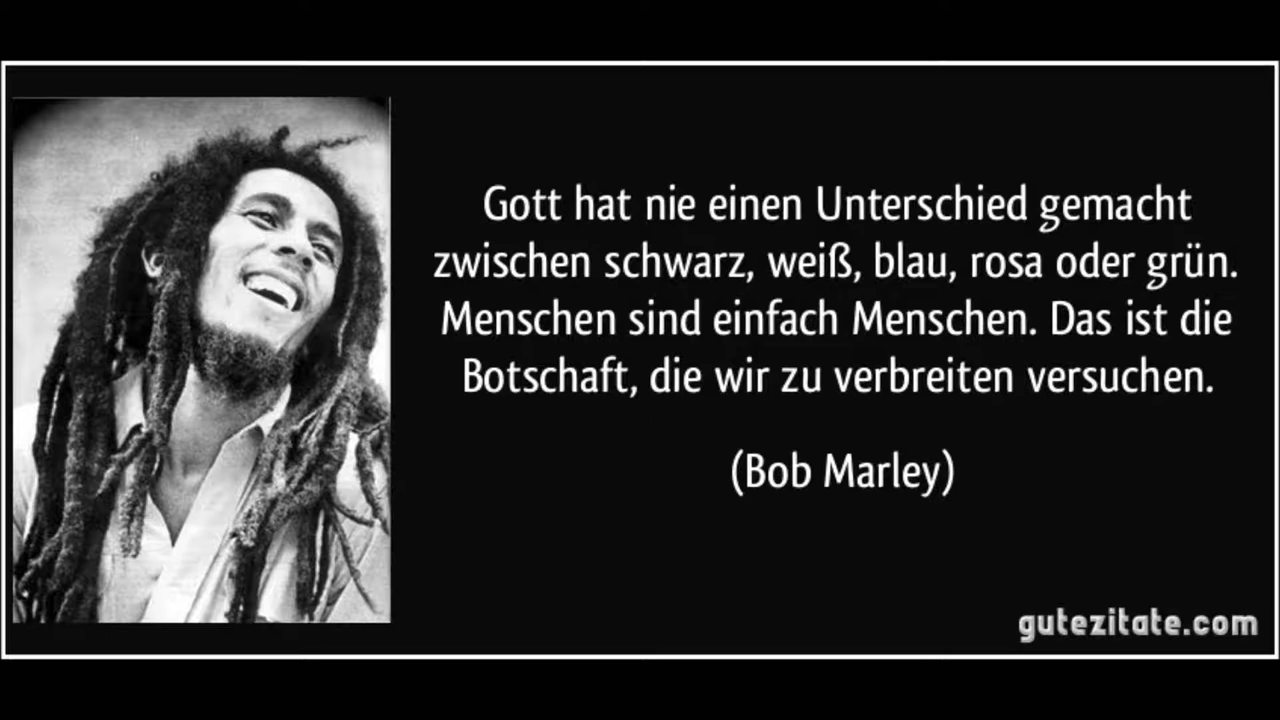 Gott hat nie einen Unterschied gemacht
zwischen schwarz, weiß, blau, rosa oder grün.
Menschen sind einfach Menschen. Das ist die
Botschaft, die wir zu verbreiten versuchen.
(Bob Marley)
gutezitate.com